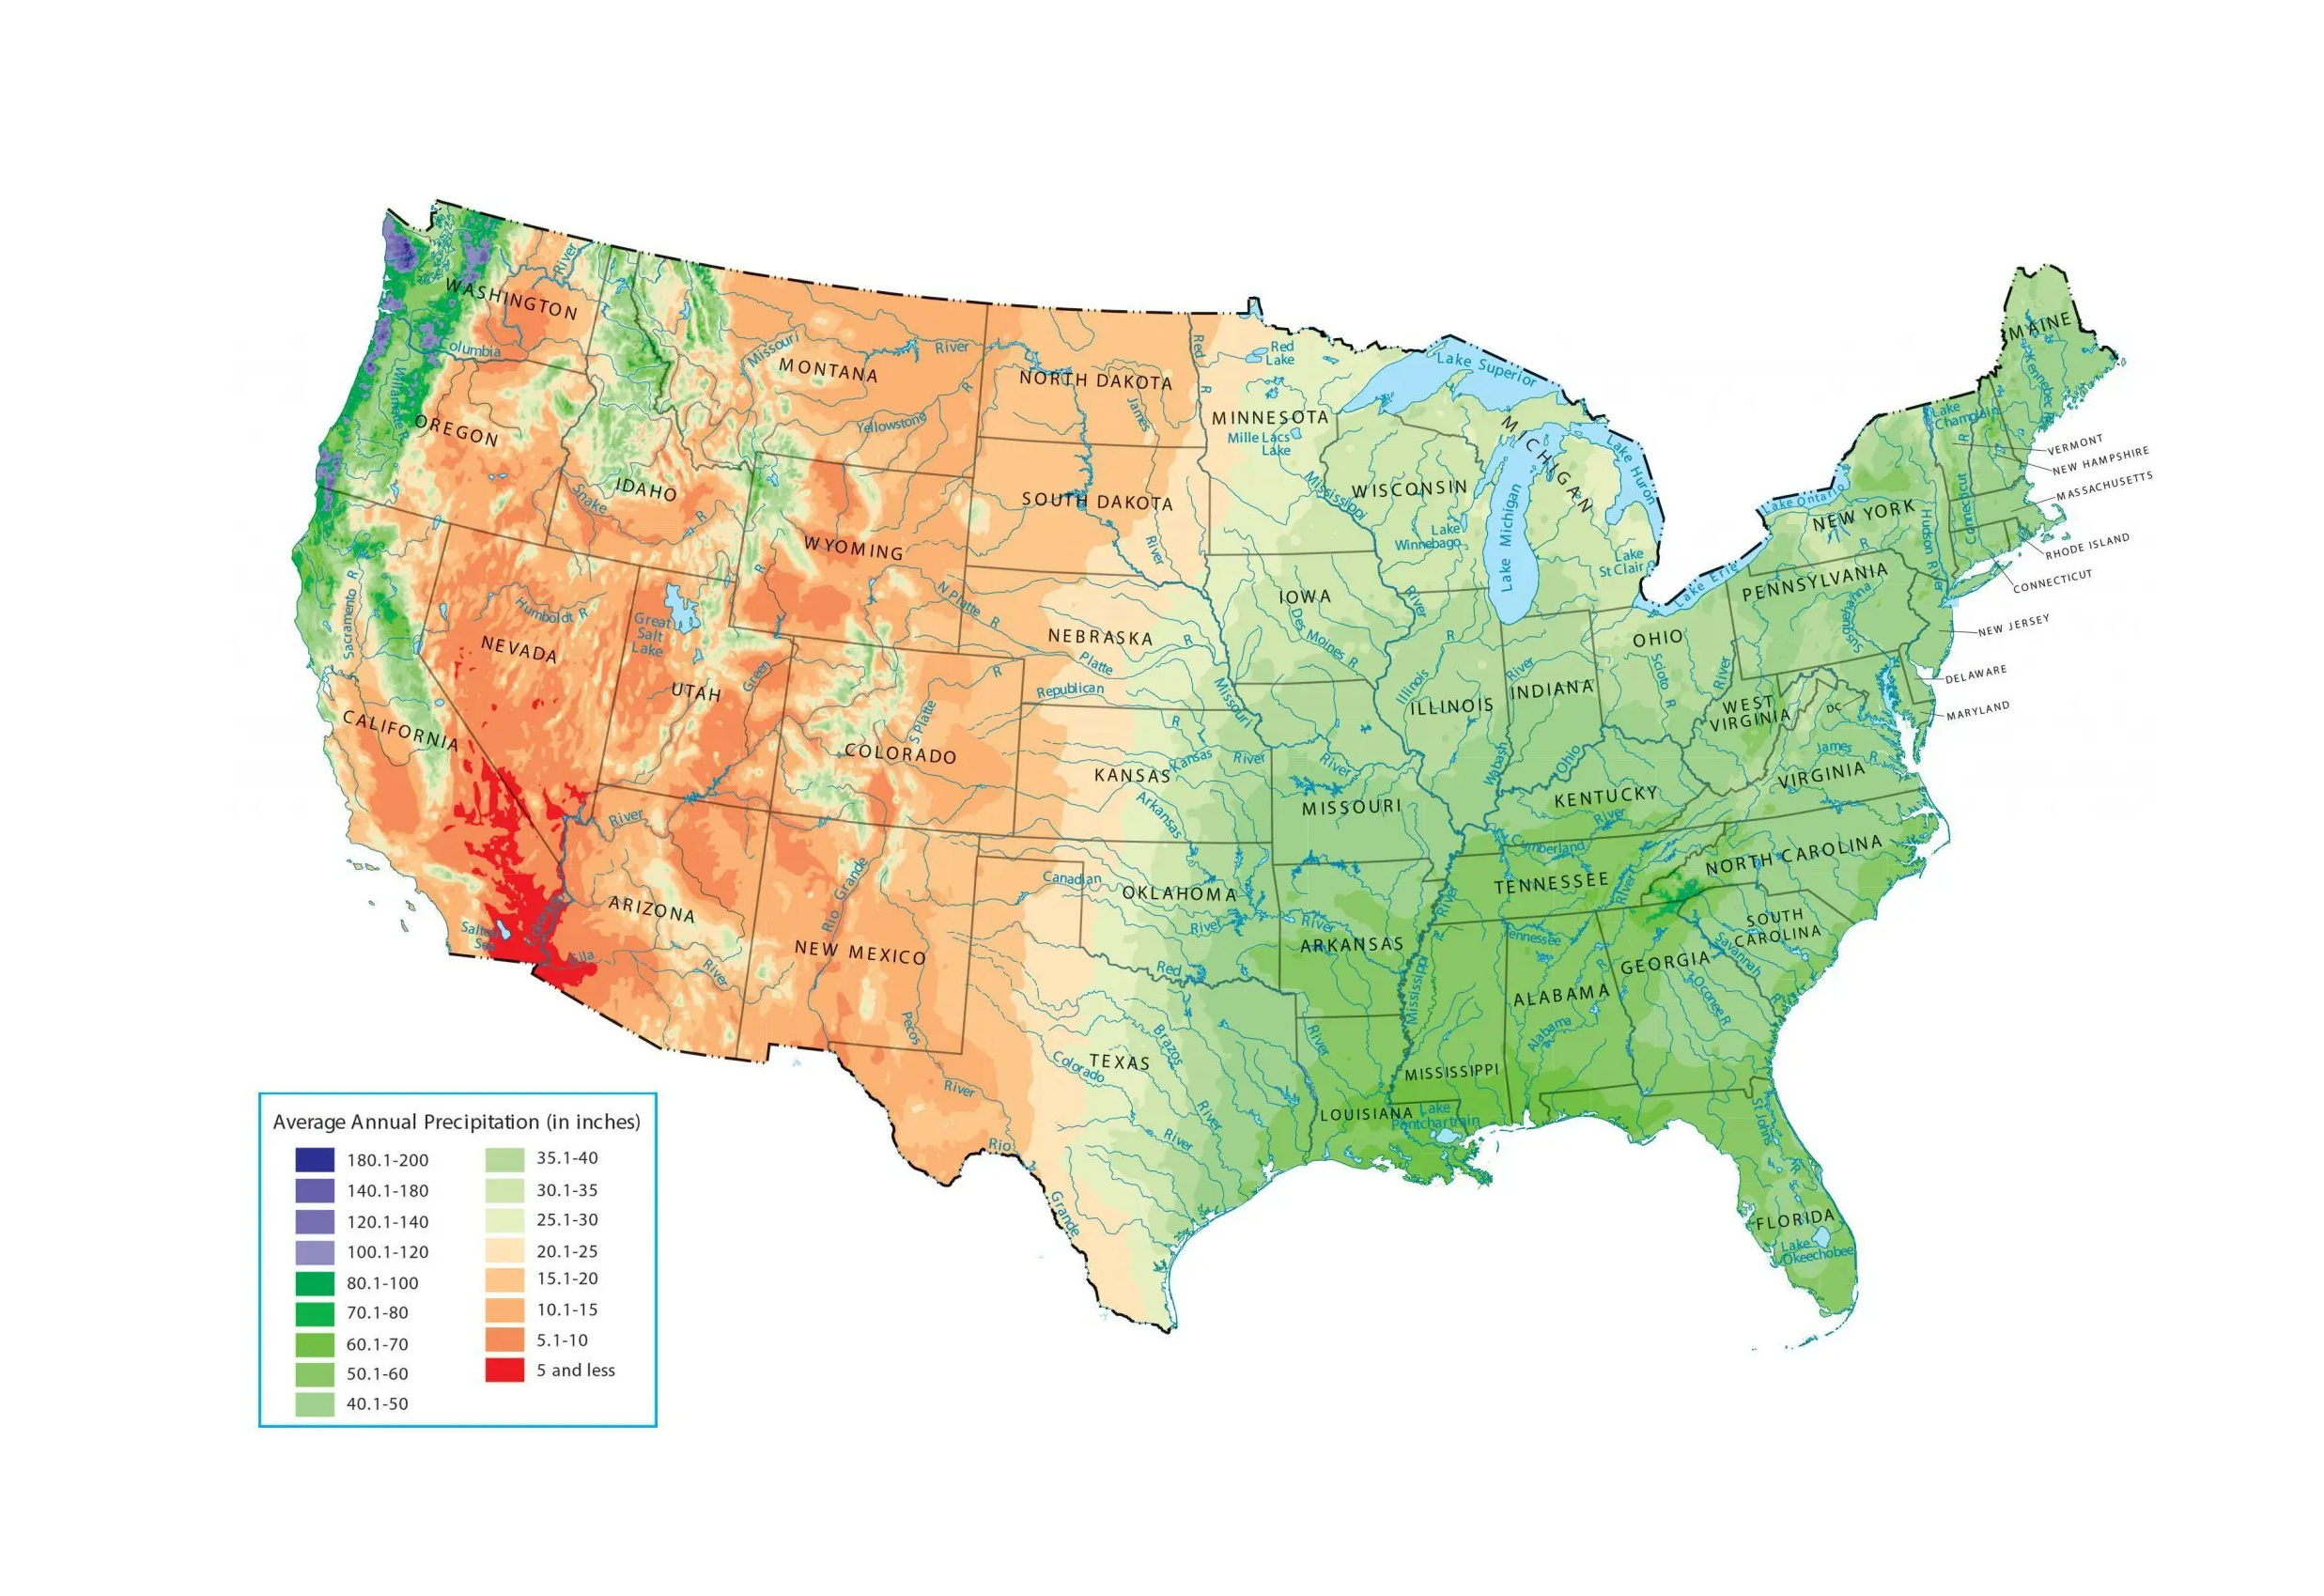 WASHINGTON
River
Columbia
Willamette R
OREGON
IDAHO
Snake
R
MONTANA
Missouri
River
Yellowstone
R
NORTH DAKOTA
James
River
Red
R
SOUTH DAKOTA
WYOMING
R
N Platte
R
NEBRASKA
R
Platte
Republican
R
MINNESOTA
Red
Lake
Mille Lacs
Lake
Mississippi
River
Lake Superior
WISCONSIN
Lake
Winnebago
MICHIGAN
Lake Michigan
Lake Huron
Lake
St Clair
Lake Erie
Lake Ontario
IOWA
Des Moines R
Missouri
River
NEVADA
Humboldt R
Great
Salt
Lake
UTAH
Green
COLORADO
S Platte
R
KANSAS
Kansas
River
Arkansas
River
CALIFORNIA
Sacramento R
Salton
Sea
ARIZONA
River
Gila
River
NEW MEXICO
Rio Grande
Pecos
River
Canadian
OKLAHOMA
River
Red
River
TEXAS
Colorado
River
Brazos
River
Rio
Grande
MISSOURI
ARKANSAS
River
LOUISIANA
Lake
Pontchartrain
Mississippi
River
MISSISSIPPI
ALABAMA
Alabama
R
TENNESSEE
Tennessee
River
Cumberland
River
KENTUCKY
Ohio
River
ILLINOIS
Illinois
R
INDIANA
Wabash
River
OHIO
Scioto R
WEST
VIRGINIA
VIRGINIA
James
R
DC
NORTH CAROLINA
SOUTH
CAROLINA
Savannah
R
GEORGIA
Oconee R
FLORIDA
St Johns
R
Lake
Okeechobee
PENNSYLVANIA
Susquehanna
R
NEW YORK
Hudson River
Connecticut
R
Lake
Champlain
MAINE
Kennebec R
VERMONT
NEW HAMPSHIRE
MASSACHUSETTS
RHODE ISLAND
CONNECTICUT
NEW JERSEY
DELAWARE
MARYLAND
Average Annual Precipitation (in inches)
180.1-200
140.1-180
120.1-140
100.1-120
80.1-100
70.1-80
60.1-70
50.1-60
40.1-50
35.1-40
30.1-35
25.1-30
20.1-25
15.1-20
10.1-15
5.1-10
5 and less